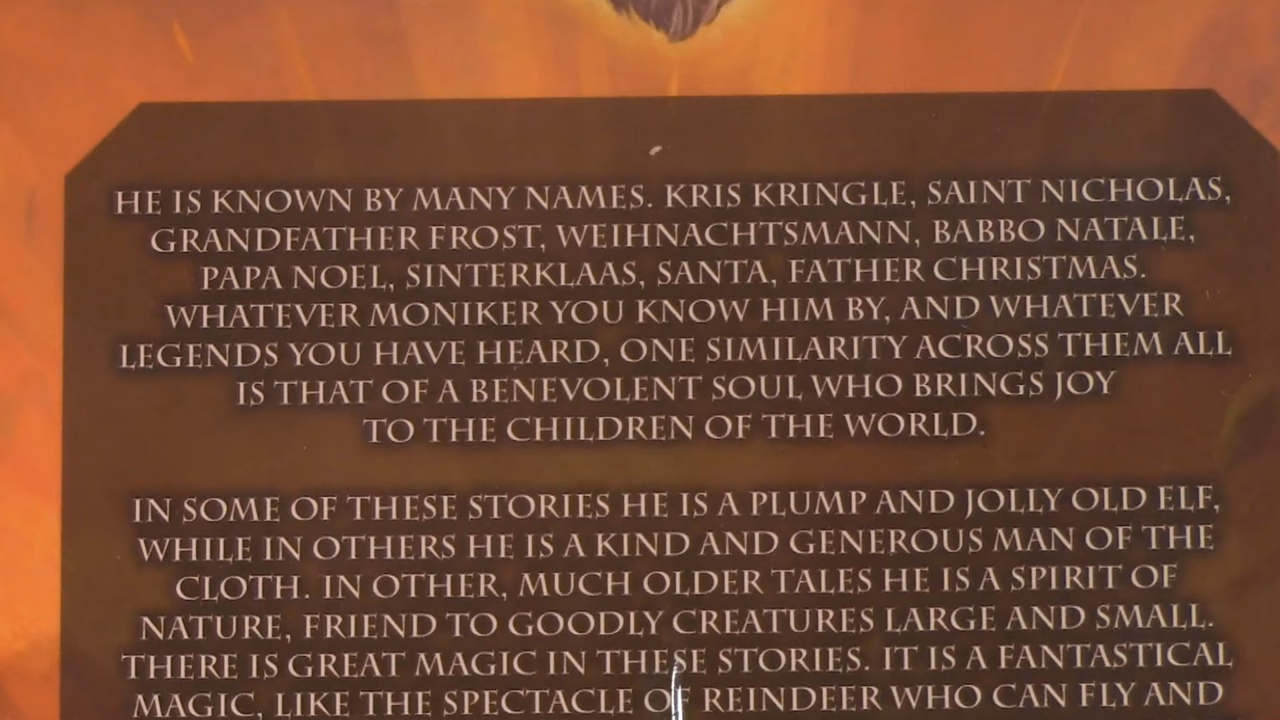 HE IS KNOWN BY MANY NAMES. KRIS KRINGLE, SAINT NICHOLAS,
GRANDFATHER FROST, WEIHNACHTSMANN, BABBO NATALE,
PAPA NOEL, SINTERKLAAS, SANTA, FATHER CHRISTMAS.
WHATEVER MONIKER YOU KNOW HIM BY, AND WHATEVER
LEGENDS YOU HAVE HEARD, ONE SIMILARITY ACROSS THEM ALL
IS THAT OF A BENEVOLENT SOUL WHO BRINGS JOY
TO THE CHILDREN OF THE WORLD.
IN SOME OF THESE STORIES HE IS A PLUMP AND JOLLY OLD ELF,
WHILE IN OTHERS HE IS A KIND AND GENEROUS MAN OF THE
CLOTH. IN OTHER, MUCH OLDER TALES HE IS A SPIRIT OF
NATURE, FRIEND TO GOODLY CREATURES LARGE AND SMALL.
THERE IS GREAT MAGIC IN THESE STORIES. IT IS A FANTASTICAL
MAGIC, LIKE THE SPECTACLE OF REINDEER WHO CAN FLY AND